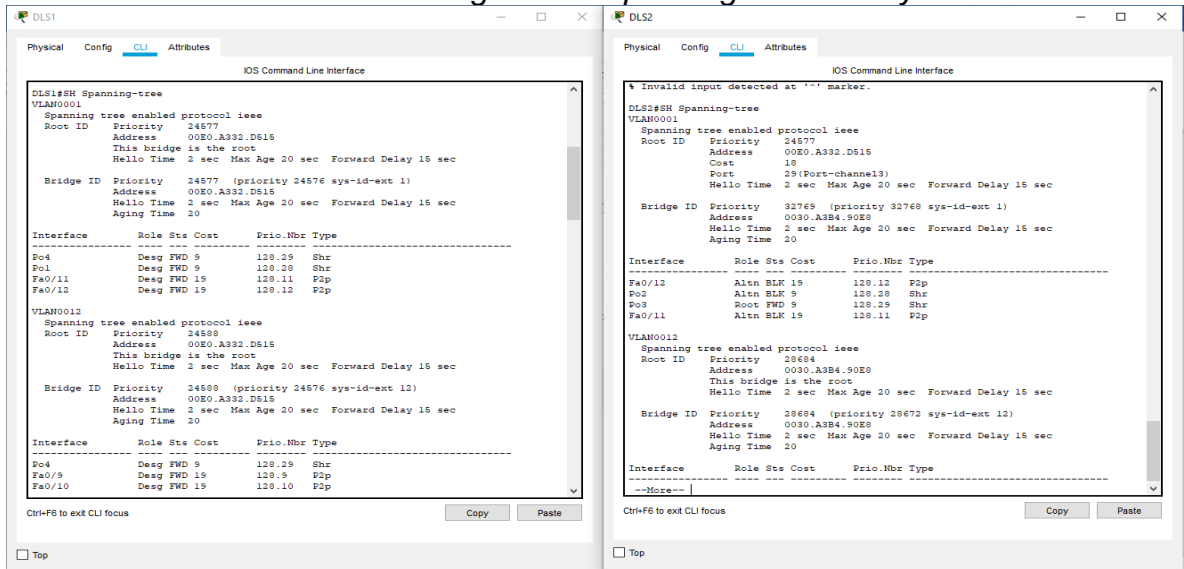 DLS1
Physical Config CLI Attributes
IOS Command Line Interface
DLS1#SH Spanning-tree
VLAN0001
Spanning tree enabled protocol ieee
Root ID Priority 24577
Address 00E0.A332.D515
This bridge is the root
Hello Time 2 sec Max Age 20 sec Forward Delay 15 sec
Bridge ID Priority 24577 (priority 24576 sys-id-ext 1)
Address 00E0.A332.D515
Hello Time 2 sec Max Age 20 sec Forward Delay 15 sec
Aging Time 20
Interface Role Sts Cost Prio.Nbr Type
---------------- ---- --- --------- -------- --------------------------------
Po4 Desg FWD 9 128.29 Shr
Po1 Desg FWD 9 128.28 Shr
Fa0/11 Desg FWD 19 128.11 P2p
Fa0/12 Desg FWD 19 128.12 P2p
VLAN0012
Spanning tree enabled protocol ieee
Root ID Priority 24588
Address 00E0.A332.D515
This bridge is the root
Hello Time 2 sec Max Age 20 sec Forward Delay 15 sec
Bridge ID Priority 24588 (priority 24576 sys-id-ext 12)
Address 00E0.A332.D515
Hello Time 2 sec Max Age 20 sec Forward Delay 15 sec
Aging Time 20
Interface Role Sts Cost Prio.Nbr Type
---------------- ---- --- --------- -------- --------------------------------
Po4 Desg FWD 9 128.29 Shr
Fa0/9 Desg FWD 19 128.9 P2p
Fa0/10 Desg FWD 19 128.10 P2p
Ctrl+F6 to exit CLI focus
Copy Paste
Top
DLS2
Physical Config CLI Attributes
IOS Command Line Interface
% Invalid input detected at '^' marker.
DLS2#SH Spanning-tree
VLAN0001
Spanning tree enabled protocol ieee
Root ID Priority 24577
Address 00E0.A332.D515
Cost 18
Port 29(Port-channel3)
Hello Time 2 sec Max Age 20 sec Forward Delay 15 sec
Bridge ID Priority 32769 (priority 32768 sys-id-ext 1)
Address 0030.A3B4.90E8
Hello Time 2 sec Max Age 20 sec Forward Delay 15 sec
Aging Time 20
Interface Role Sts Cost Prio.Nbr Type
---------------- ---- --- --------- -------- --------------------------------
Fa0/12 Altn BLK 19 128.12 P2p
Po2 Altn BLK 9 128.28 Shr
Po3 Root FWD 9 128.29 Shr
Fa0/11 Altn BLK 19 128.11 P2p
VLAN0012
Spanning tree enabled protocol ieee
Root ID Priority 28684
Address 0030.A3B4.90E8
This bridge is the root
Hello Time 2 sec Max Age 20 sec Forward Delay 15 sec
Bridge ID Priority 28684 (priority 28672 sys-id-ext 12)
Address 0030.A3B4.90E8
Hello Time 2 sec Max Age 20 sec Forward Delay 15 sec
Aging Time 20
Interface Role Sts Cost Prio.Nbr Type
---------------- ---- --- --------- -------- --------------------------------
--More--
Ctrl+F6 to exit CLI focus
Copy Paste
Top